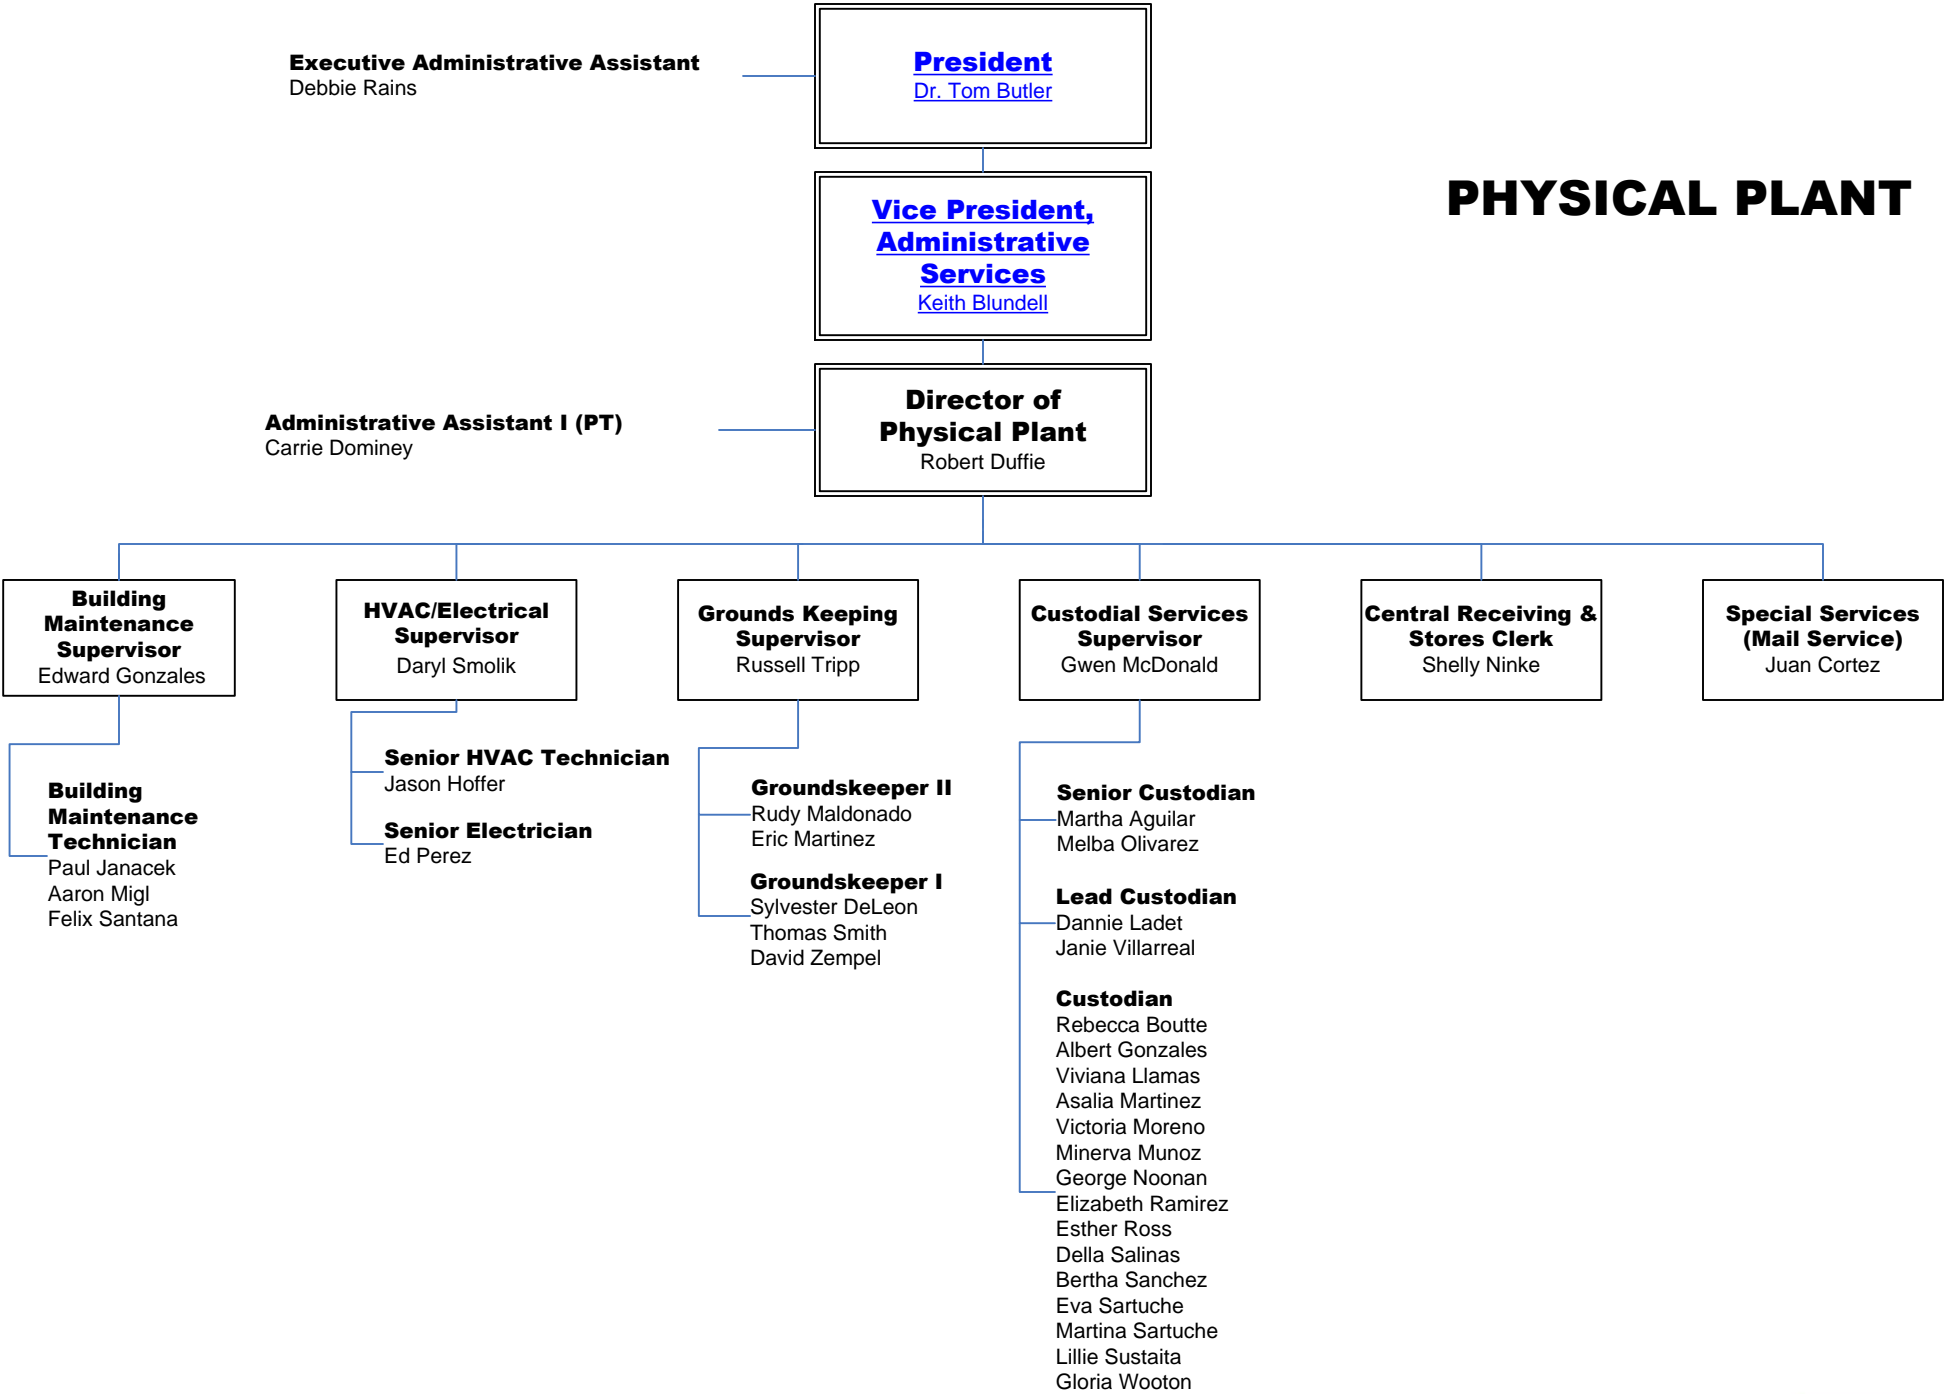 Executive Administrative Assistant
Debbie Rains
President
Dr. Tom Butler
PHYSICAL PLANT
Vice President,
Administrative
Services
Keith Blundell
Administrative Assistant I (PT)
Carrie Dominey
Director of
Physical Plant
Robert Duffie
Building
Maintenance
Supervisor
Edward Gonzales
HVAC/Electrical
Supervisor
Daryl Smolik
Grounds Keeping
Supervisor
Russell Tripp
Custodial Services
Supervisor
Gwen McDonald
Central Receiving &
Stores Clerk
Shelly Ninke
Special Services
(Mail Service)
Juan Cortez
Building
Maintenance
Technician
Paul Janacek
Aaron Migl
Felix Santana
Senior HVAC Technician
Jason Hoffer
Senior Electrician
Ed Perez
Groundskeeper II
Rudy Maldonado
Eric Martinez
Groundskeeper I
Sylvester DeLeon
Thomas Smith
David Zempel
Senior Custodian
Martha Aguilar
Melba Olivarez
Lead Custodian
Dannie Ladet
Janie Villarreal
Custodian
Rebecca Boutte
Albert Gonzales
Viviana Llamas
Asalia Martinez
Victoria Moreno
Minerva Munoz
George Noonan
Elizabeth Ramirez
Esther Ross
Della Salinas
Bertha Sanchez
Eva Sartuche
Martina Sartuche
Lillie Sustaita
Gloria Wooton